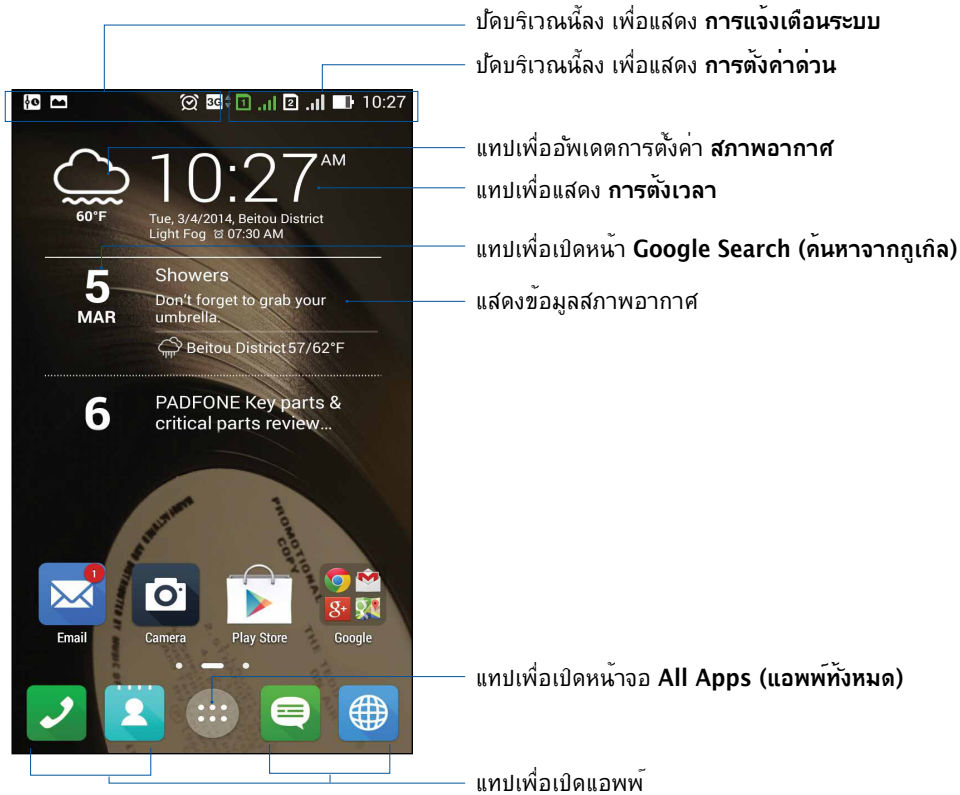 ปัดบริเวณนี้ลง เพื่อแสดง การแจ้งเตือนระบบ
ปัดบริเวณนี้ลง เพื่อแสดง การตั้งค่าด่วน
3G 1 2 10:27
แทปเพื่ออัพเดตการตั้งค่า สภาพอากาศ
10:27 AM
แทปเพื่อแสดง การตั้งเวลา
60°F
Tue, 3/4/2014, Beitou District
Light Fog 07:30 AM
แทปเพื่อเปิดหน้า Google Search (ค้นหาจากกูเกิล)
5
MAR
Showers
Don't forget to grab your
umbrella.
แสดงข้อมูลสภาพอากาศ
Beitou District 57/62°F
6
PADFONE Key parts &
critical parts review...
PROMOTIONAL
COPY
1
8+
Email Camera Play Store Google
แทปเพื่อเปิดหน้าจอ All Apps (แอพพ์ทั้งหมด)
แทปเพื่อเปิดแอพพ์